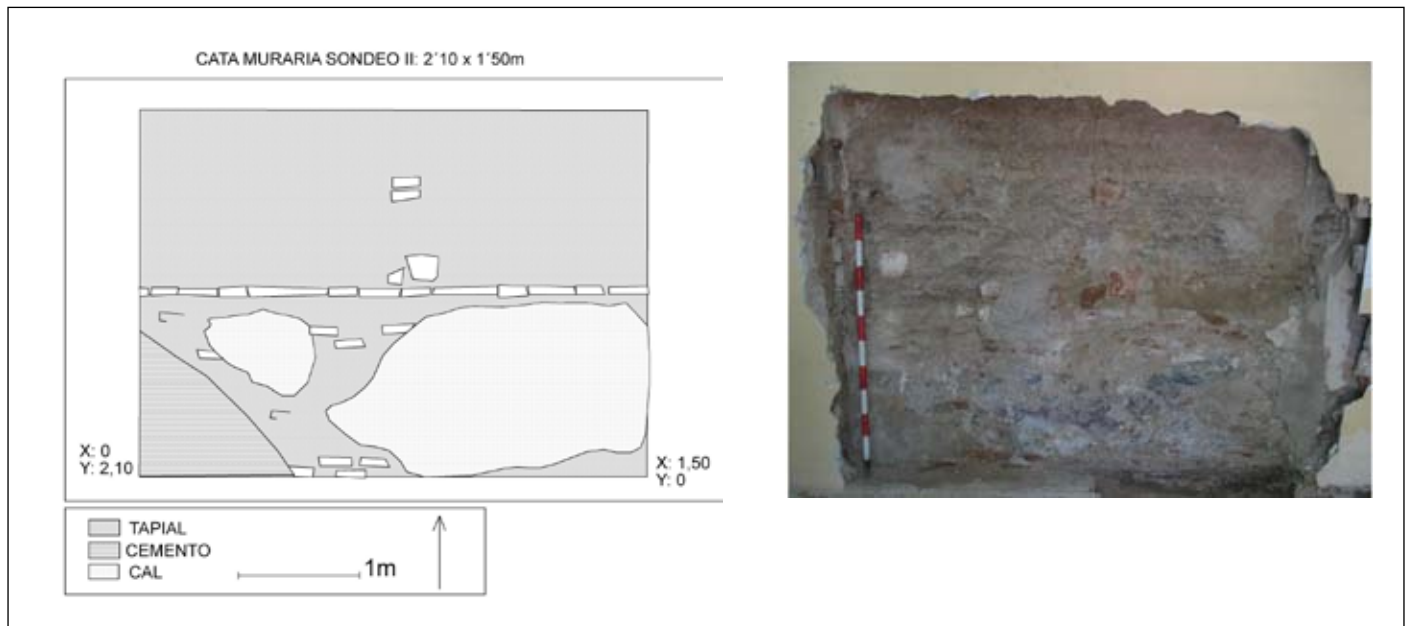 CATA MURARIA SONDEO II: 2´10 x 1´50m
X: 0
Y: 2,10
X: 1,50
Y: 0
TAPIAL
CEMENTO
CAL
1m